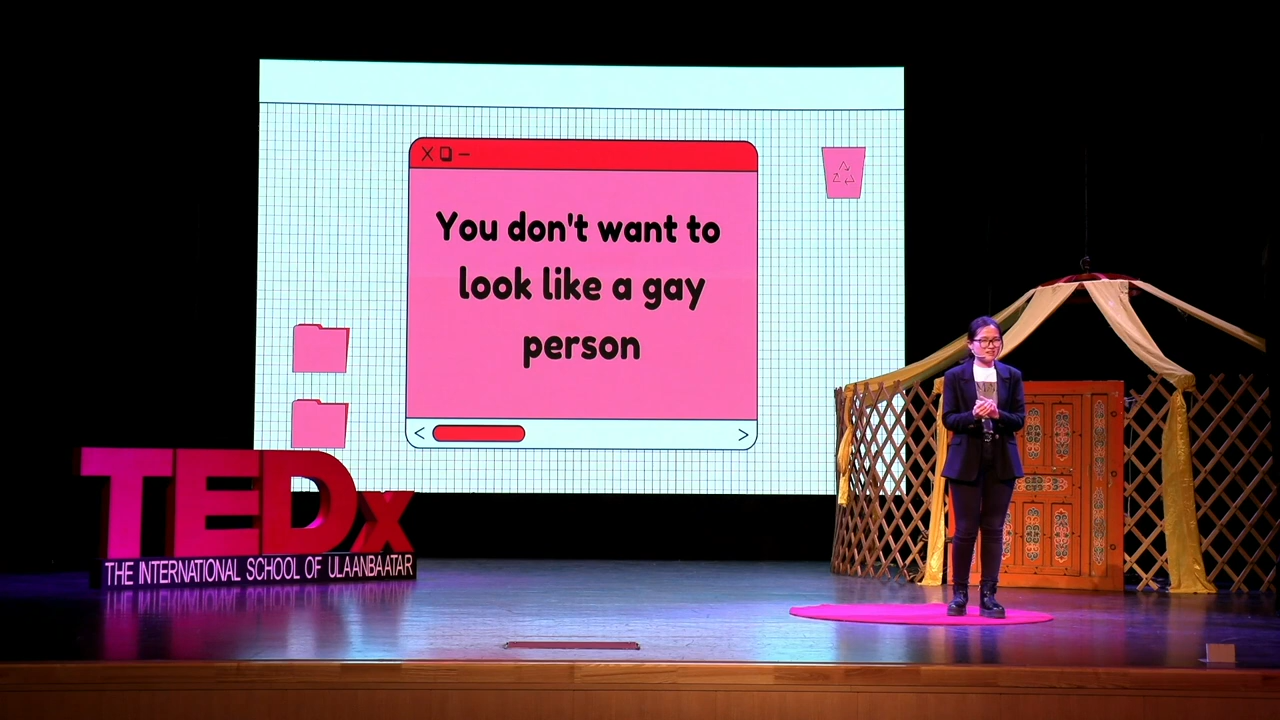 You don't want to
look like a gay
person
TEDx
THE INTERNATIONAL SCHOOL OF ULAANBAATAR